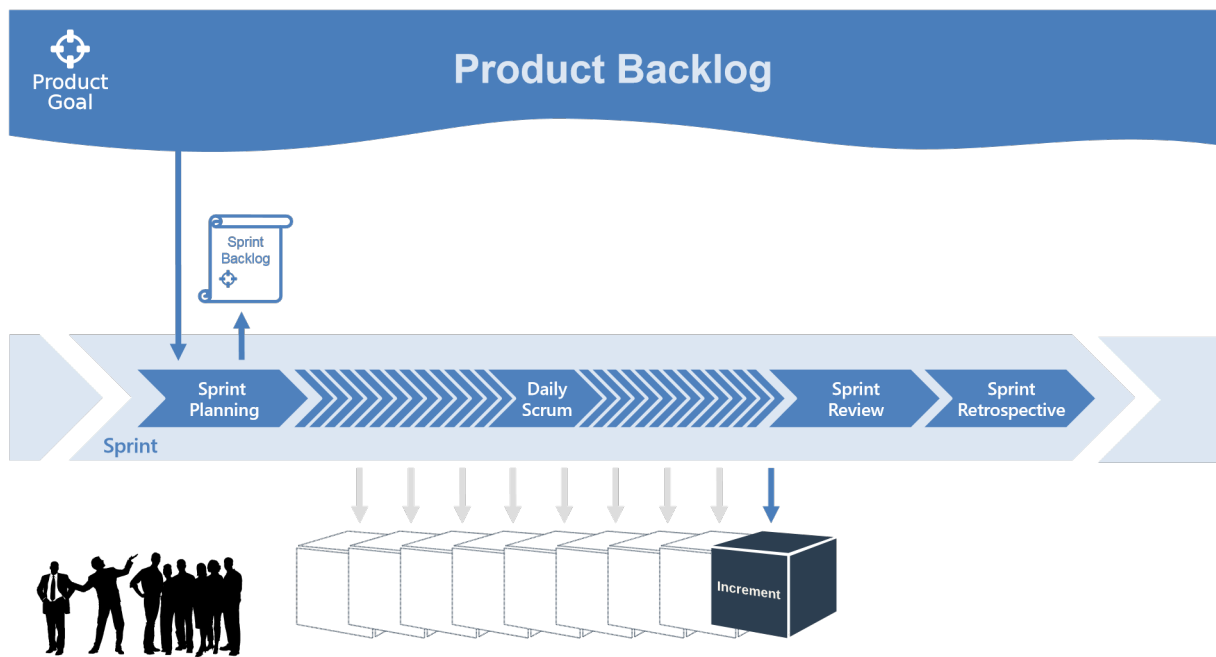 Product Backlog
Product
Goal
Sprint
Backlog
Sprint
Planning
Daily
Scrum
Sprint
Review
Sprint
Retrospective
Sprint
Increment